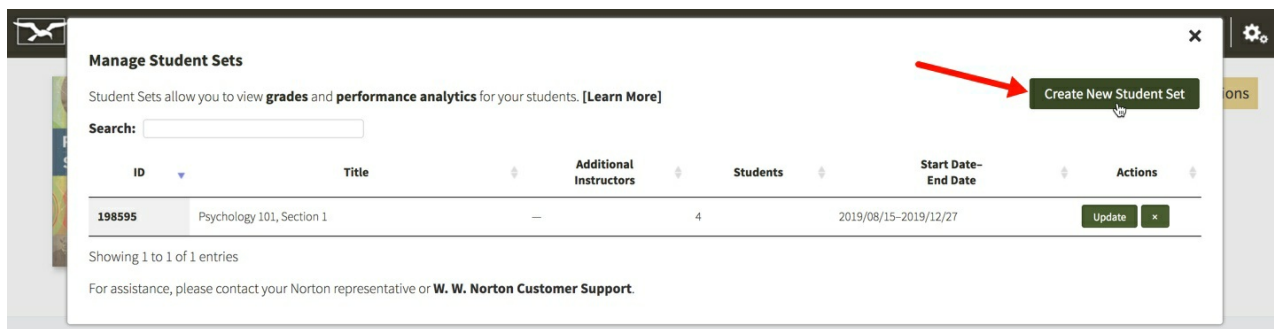 Manage Student Sets
Student Sets allow you to view grades and performance analytics for your students. [Learn More]
Create New Student Set
ons
Search:
ID Title Additional Instructors Students Start Date– End Date Actions
198595 Psychology 101, Section 1 — 4 2019/08/15–2019/12/27 Update ×
Showing 1 to 1 of 1 entries
For assistance, please contact your Norton representative or W. W. Norton Customer Support.